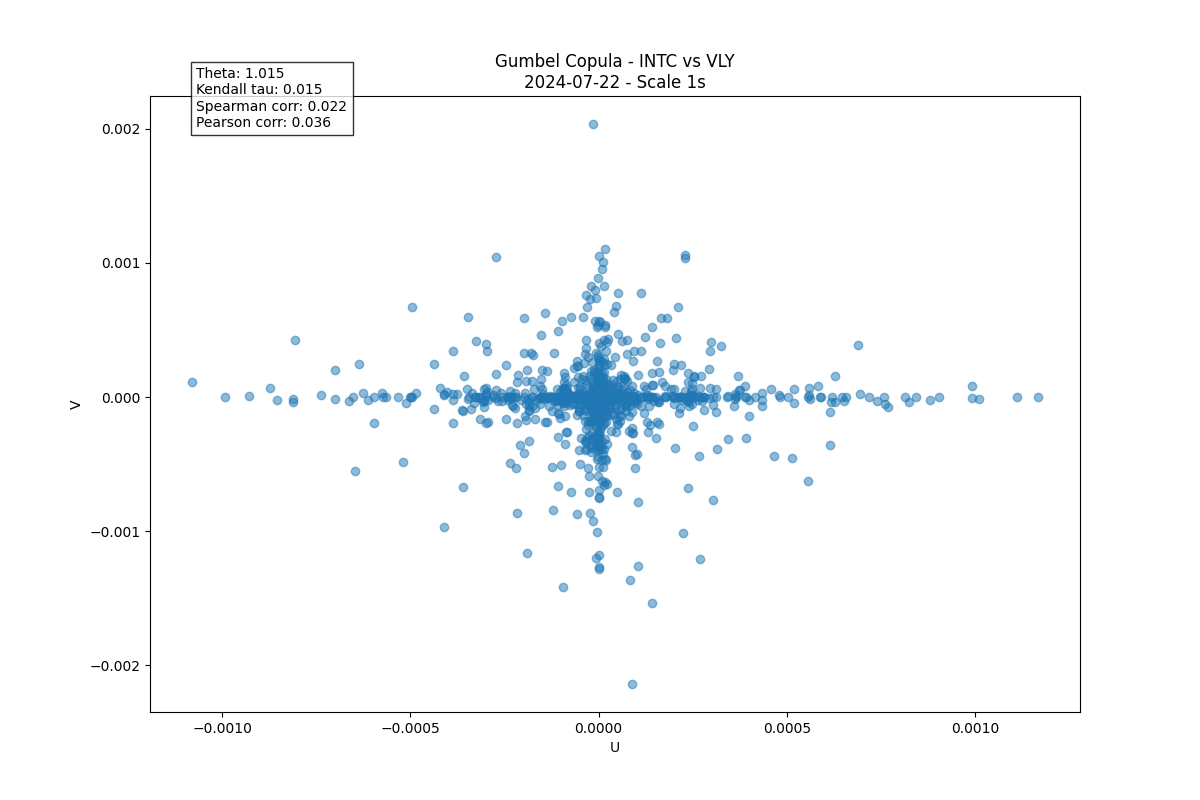 Gumbel Copula - INTC vs VLY
2024-07-22 - Scale 1s
Theta: 1.015
Kendall tau: 0.015
Spearman corr: 0.022
Pearson corr: 0.036
0.002
0.001
0.000
−0.001
−0.002
V
−0.0010
−0.0005
0.0000
0.0005
0.0010
U